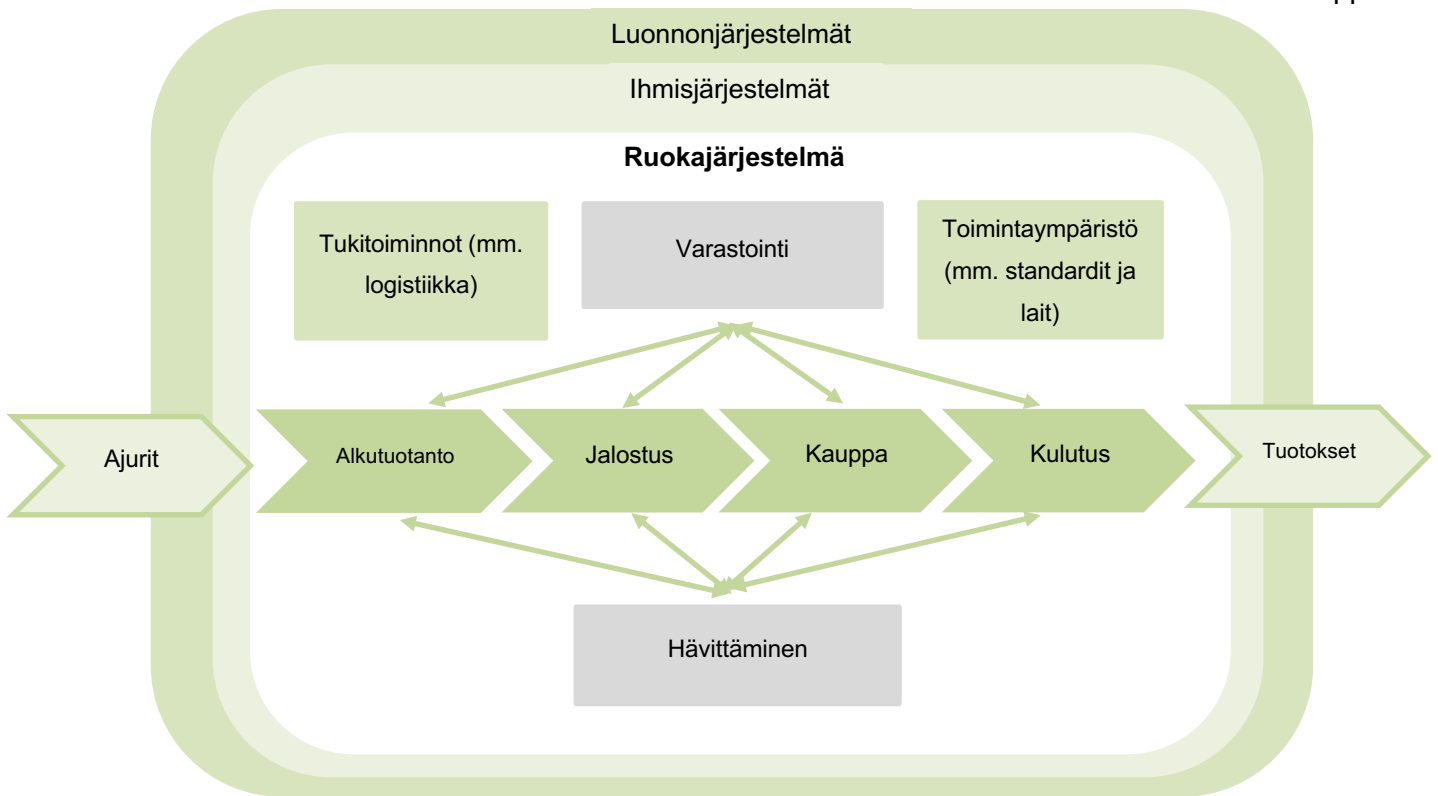 Luonnonjärjestelmät
Ihmisjärjestelmät
Ruokajärjestelmä
Tukitoiminnot (mm.
logistiikka)
Varastointi
Toimintaympäristö
(mm. standardit ja
lait)
Ajurit
Alkutuotanto
Jalostus
Kauppa
Kulutus
Tuotokset
Hävittäminen